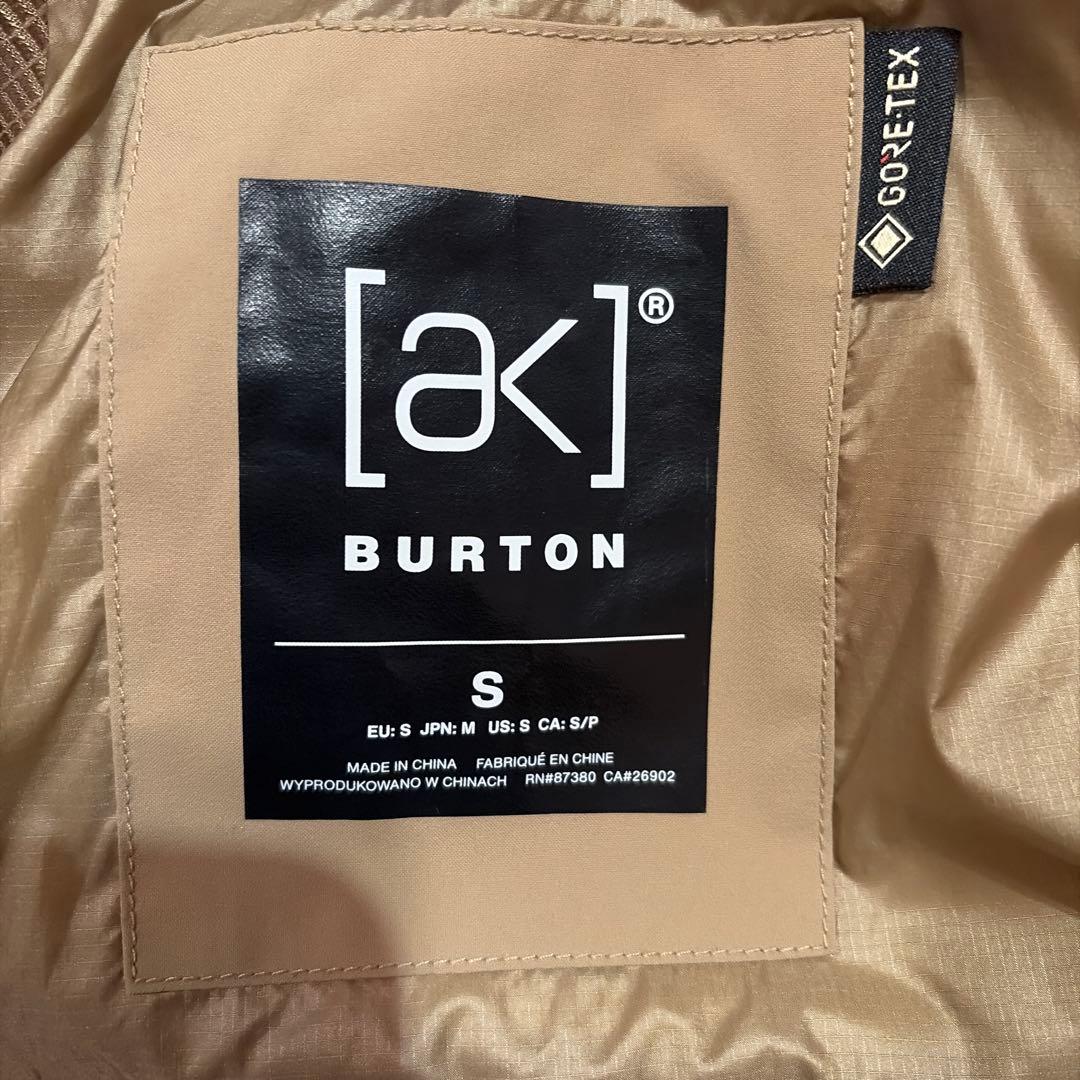 [ak]®
BURTON
S
EU: S JPN: M US: S CA: S/P
MADE IN CHINA FABRIQUÉ EN CHINE
WYPRODUKOWANO W CHINACH RN#87380 CA#26902
GORE-TEX